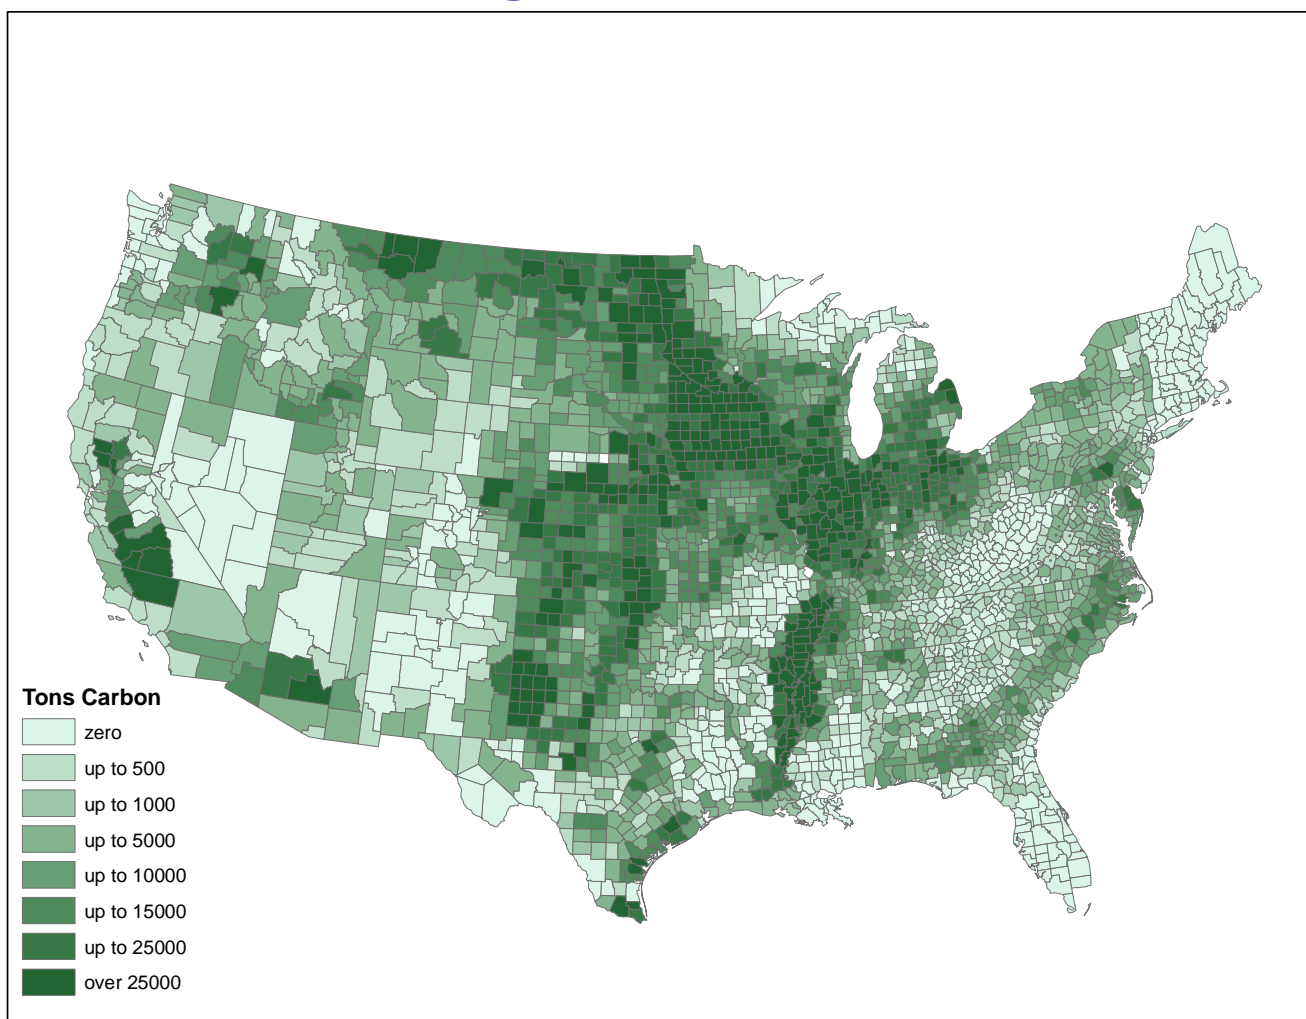 Tons Carbon
zero
up to 500
up to 1000
up to 5000
up to 10000
up to 15000
up to 25000
over 25000